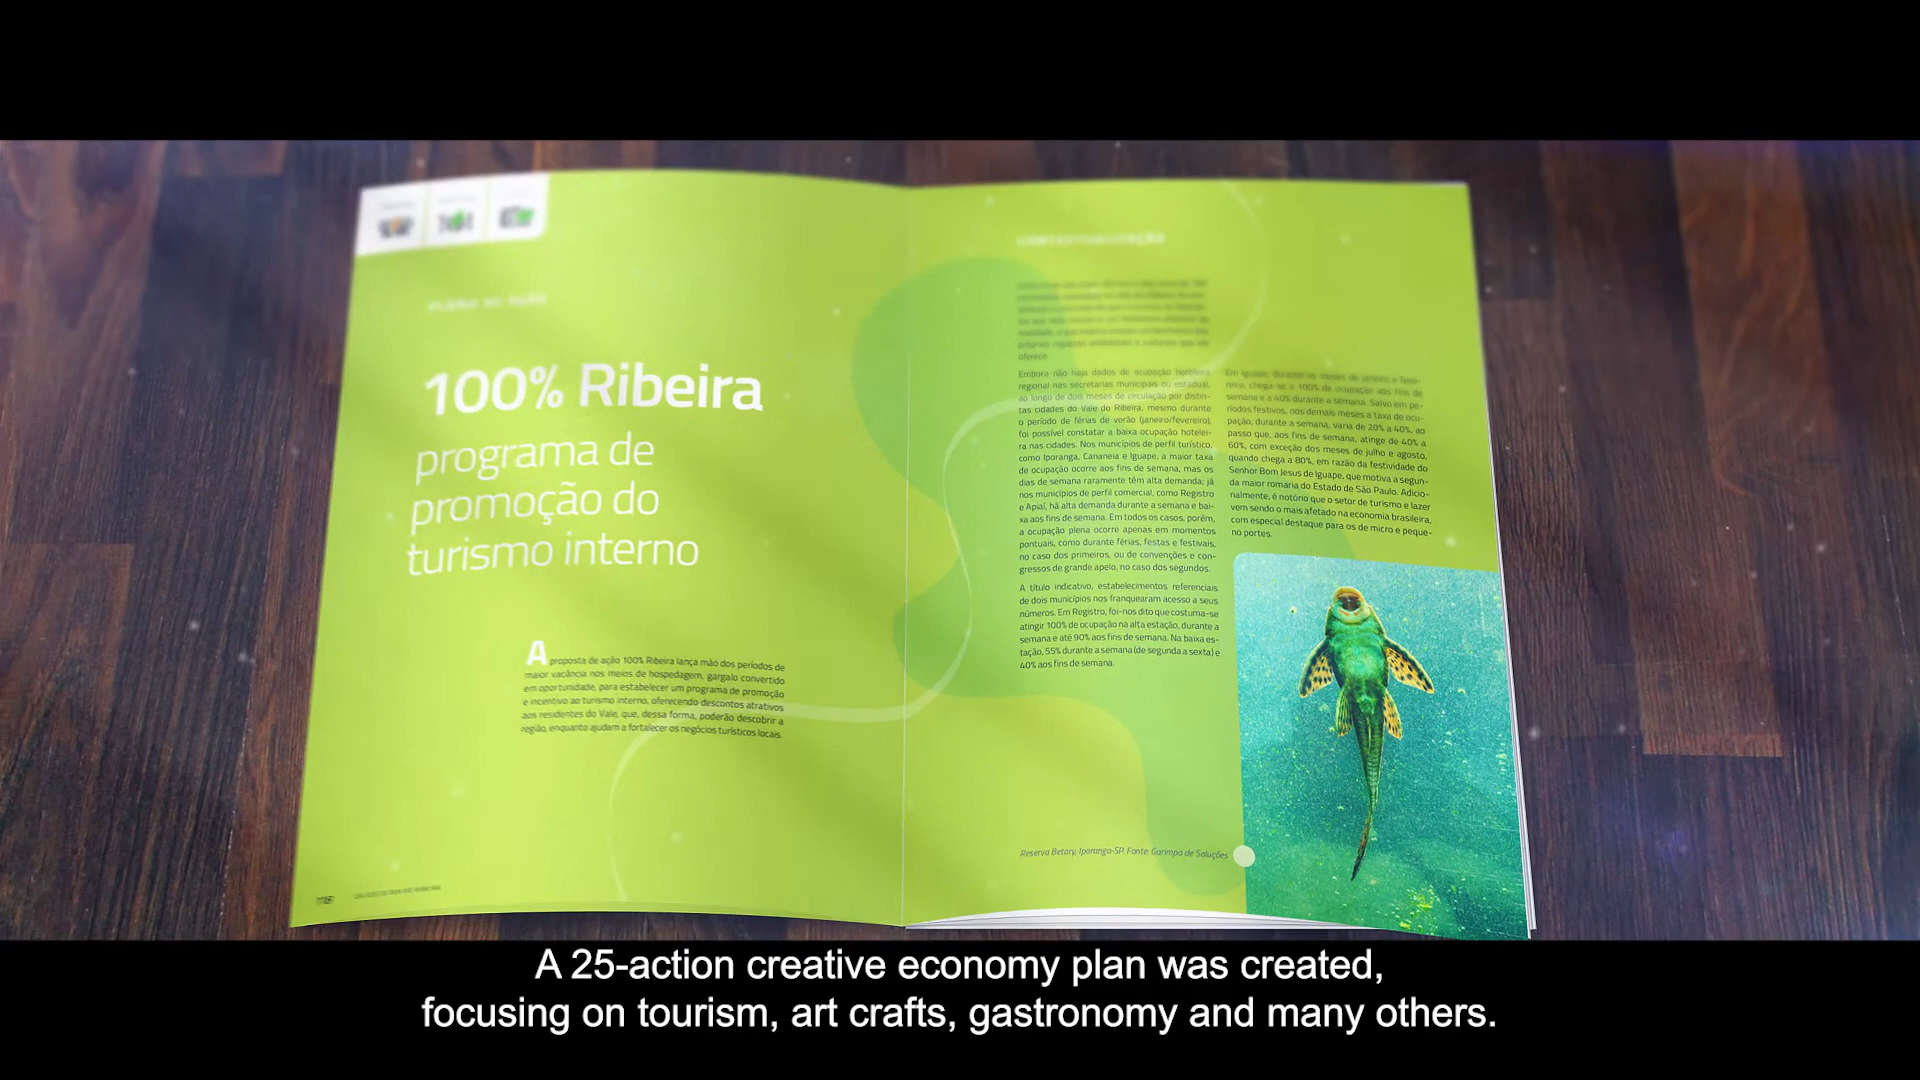 100% Ribeira
programa de
promoção do
turismo interno
A proposta de ação 100% Ribeira lança mão dos períodos de
maior vacância nos meios de hospedagem, gargalo convertido
em oportunidade, para estabelecer um programa de promoção
e incentivo ao turismo interno, oferecendo descontos atrativos
aos residentes do Vale, que, dessa forma, poderão descobrir a
região, enquanto ajudam a fortalecer os negócios turísticos locais.
oferece.
Embora não haja dados de ocupação hoteleira
regional nas secretarias municipais ou estadual,
ao longo de dois meses de circulação por distin-
tas cidades do Vale do Ribeira, mesmo durante
o período de férias de verão (janeiro/fevereiro),
foi possível constatar a baixa ocupação hotelei-
ra nas cidades. Nos municípios de perfil turístico,
como Iporanga, Cananeia e Iguape, a maior taxa
de ocupação ocorre aos fins de semana, mas os
dias de semana raramente têm alta demanda; já
nos municípios de perfil comercial, como Registro
e Apiaí, há alta demanda durante a semana e bai-
xa aos fins de semana. Em todos os casos, porém,
a ocupação plena ocorre apenas em momentos
pontuais, como durante férias, festas e festivais,
no caso dos primeiros, ou de convenções e con-
gressos de grande apelo, no caso dos segundos.
A título indicativo, estabelecimentos referenciais
de dois municípios nos franquearam acesso a seus
números. Em Registro, foi-nos dito que costuma-se
atingir 100% de ocupação na alta estação, durante a
semana e até 90% aos fins de semana. Na baixa es-
tação, 55% durante a semana (de segunda a sexta) e
40% aos fins de semana.
Em Iguape, durante os meses de janeiro e feve-
reiro, chega-se a 100% de ocupação aos fins de
semana e a 40% durante a semana. Salvo em pe-
ríodos festivos, nos demais meses a taxa de ocu-
pação, durante a semana, varia de 20% a 40%, ao
passo que, aos fins de semana, atinge de 40% a
60%, com exceção dos meses de julho e agosto,
quando chega a 80%, em razão da festividade do
Senhor Bom Jesus de Iguape, que motiva a segun-
da maior romaria do Estado de São Paulo. Adicio-
nalmente, é notório que o setor de turismo e lazer
vem sendo o mais afetado na economia brasileira,
com especial destaque para os de micro e peque-
no portes.
Reserva Betary, Iporanga-SP. Fonte: Garimpo de Soluções
A 25-action creative economy plan was created,
focusing on tourism, art crafts, gastronomy and many others.